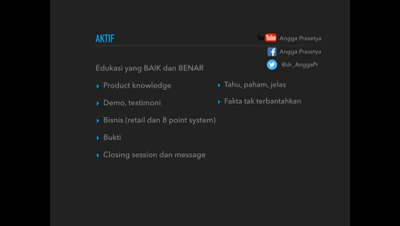 AKTIF
YouTube Angga Prasetya
Angga Prasetya
@dr_AnggaPr
Edukasi yang BAIK dan BENAR
Product knowledge
Demo, testimoni
Bisnis (retail dan 8 point system)
Bukti
Closing session dan message
Tahu, paham, jelas
Fakta tak terbantahkan